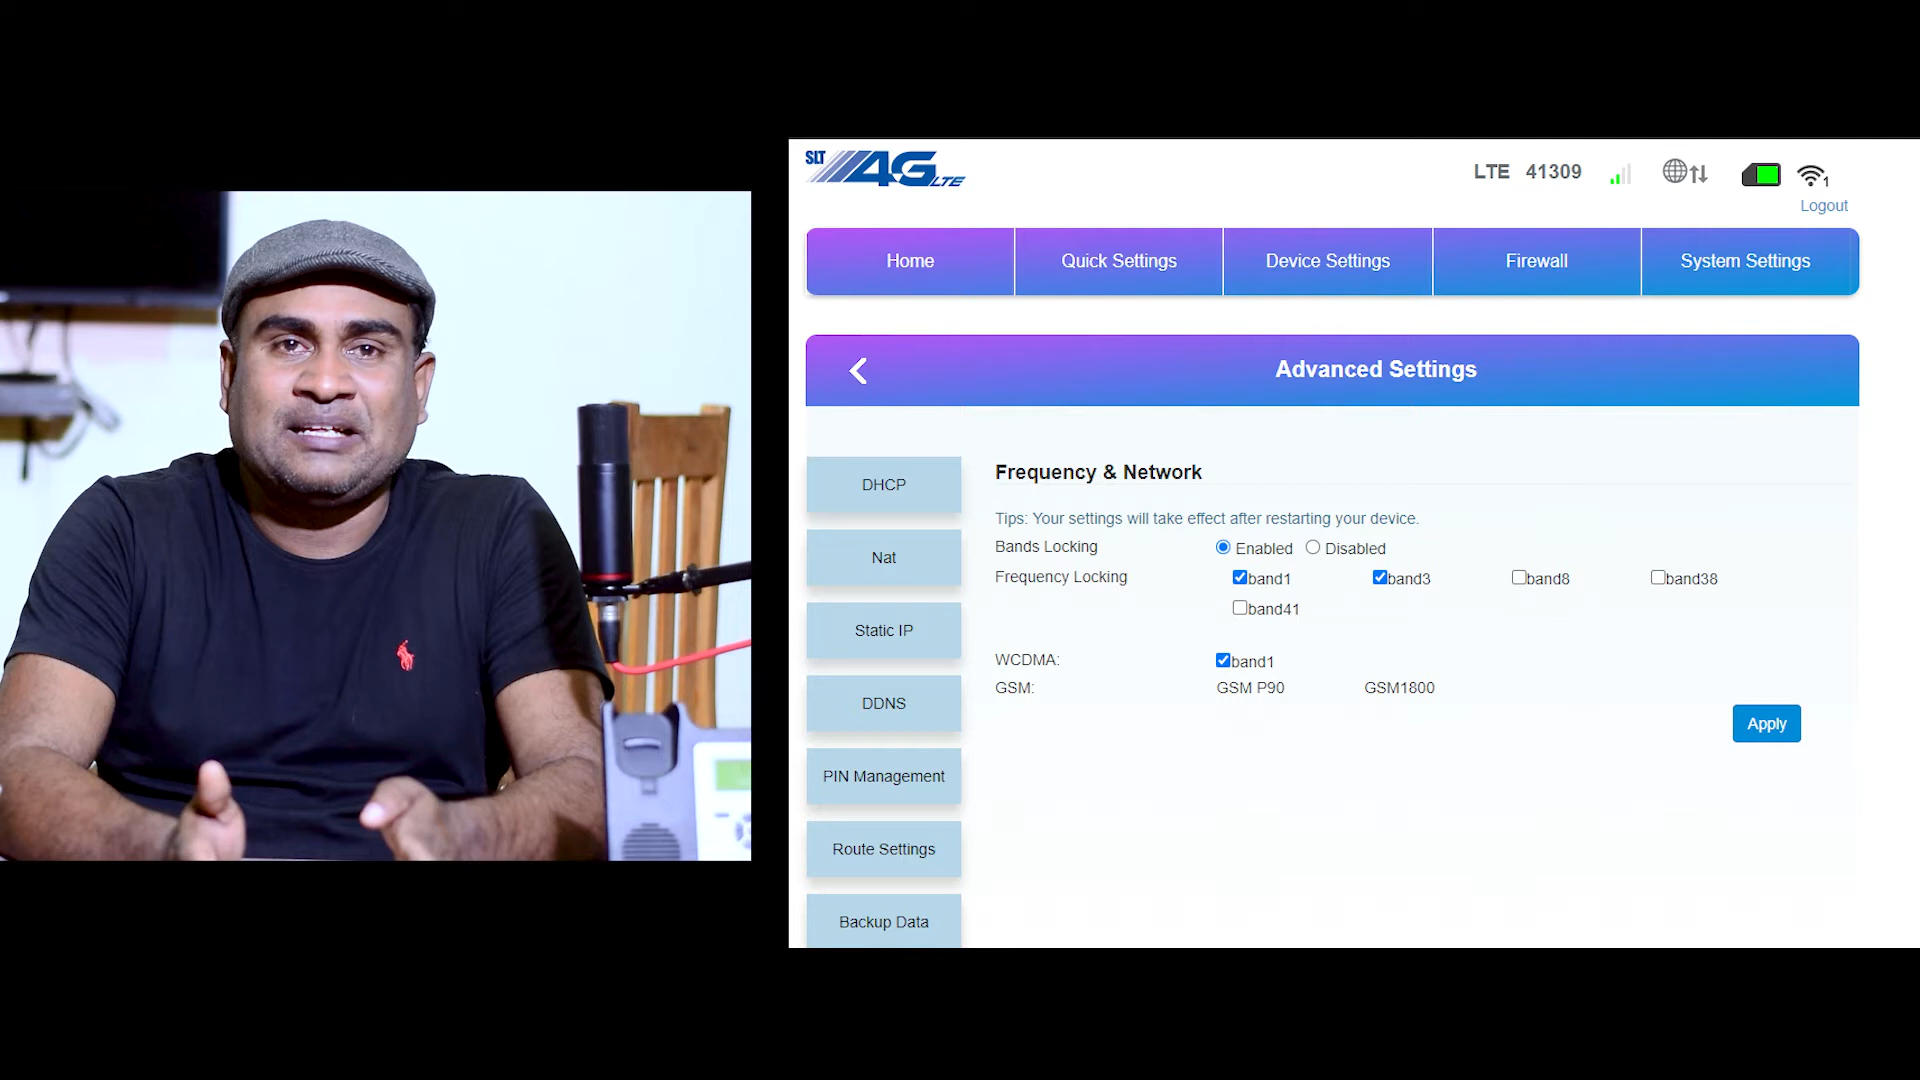 SLT 4G LTE
LTE 41309
1
Logout
Home Quick Settings Device Settings Firewall System Settings
Advanced Settings
DHCP
Nat
Static IP
DDNS
PIN Management
Route Settings
Backup Data
Frequency & Network
Tips: Your settings will take effect after restarting your device.
Bands Locking Enabled Disabled
Frequency Locking band1 band3 band8 band38
band41
WCDMA: band1
GSM: GSM P90 GSM1800
Apply